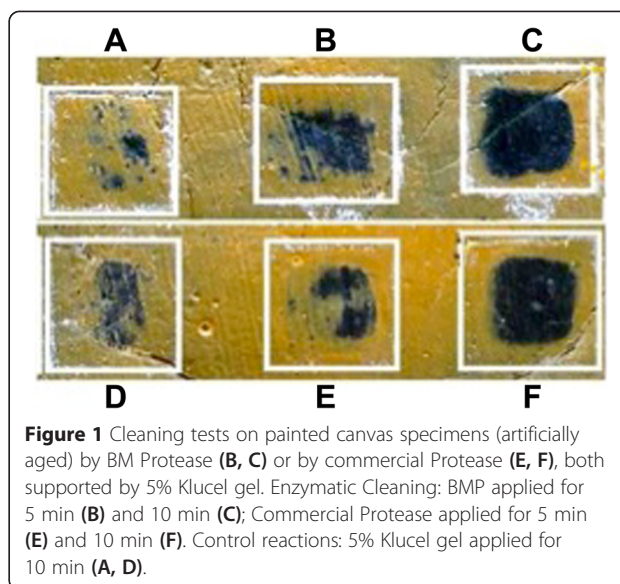 A B C
D E F
Figure 1 Cleaning tests on painted canvas specimens (artificially
aged) by BM Protease (B, C) or by commercial Protease (E, F), both
supported by 5% Klucel gel. Enzymatic Cleaning: BMP applied for
5 min (B) and 10 min (C); Commercial Protease applied for 5 min
(E) and 10 min (F). Control reactions: 5% Klucel gel applied for
10 min (A, D).